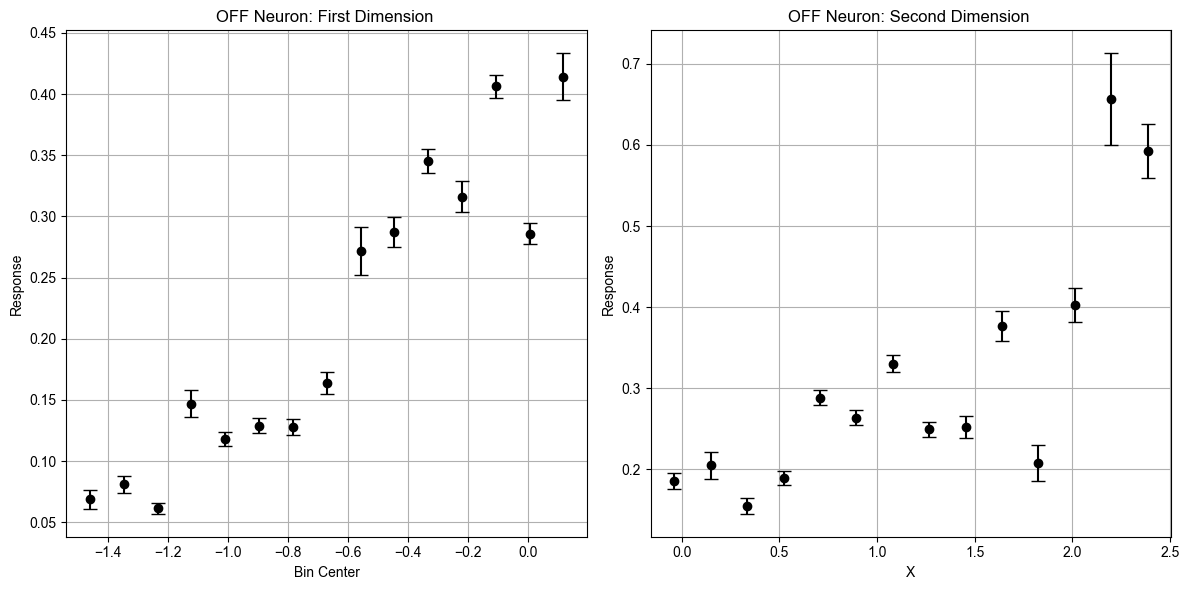 OFF Neuron: First Dimension
Response
0.45
0.40
0.35
0.30
0.25
0.20
0.15
0.10
0.05
−1.4 −1.2 −1.0 −0.8 −0.6 −0.4 −0.2 0.0
Bin Center
OFF Neuron: Second Dimension
Response
0.7
0.6
0.5
0.4
0.3
0.2
0.0 0.5 1.0 1.5 2.0 2.5
X